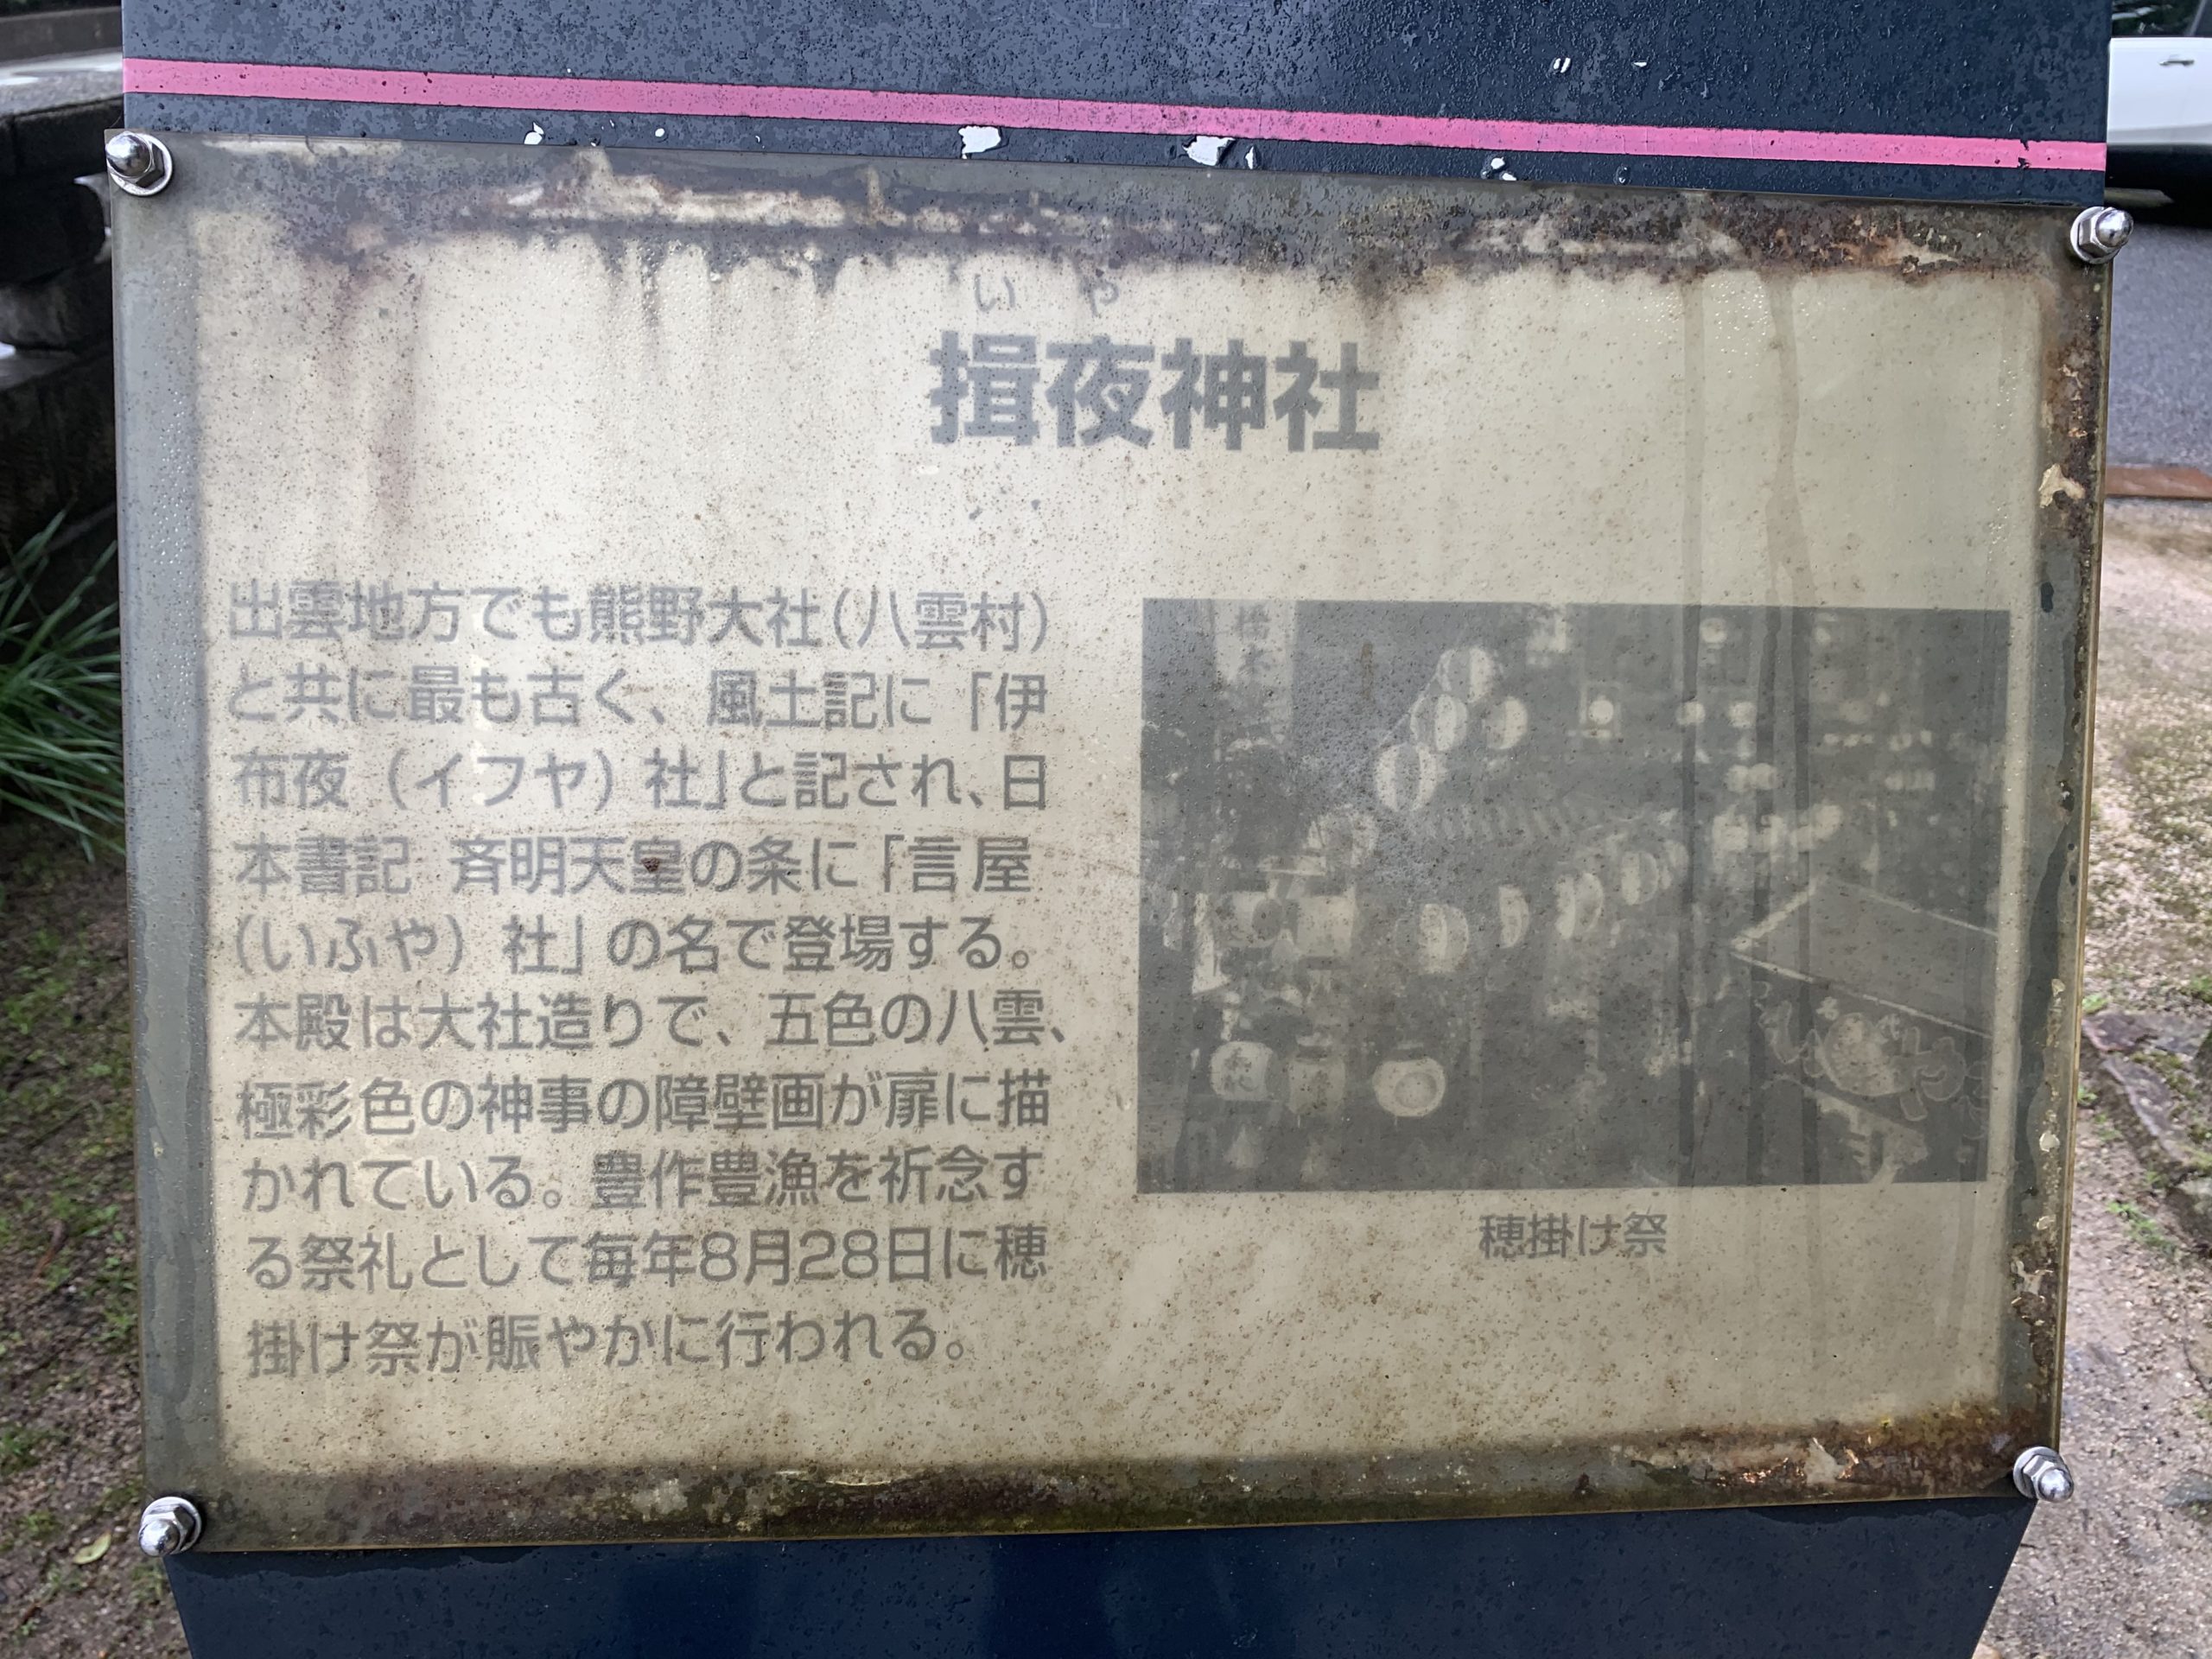 いや
揖夜神社
出雲地方でも熊野大社(八雲村)
と共に最も古く、風土記に「伊
布夜(イフヤ)社」と記され、日
本書記 斉明天皇の条に「言屋
(いふや)社」の名で登場する。
本殿は大社造りで、五色の八雲、
極彩色の神事の障壁画が扉に描
かれている。豊作豊漁を祈念す
る祭礼として毎年8月28日に穂
掛け祭が賑やかに行われる。
穂掛け祭